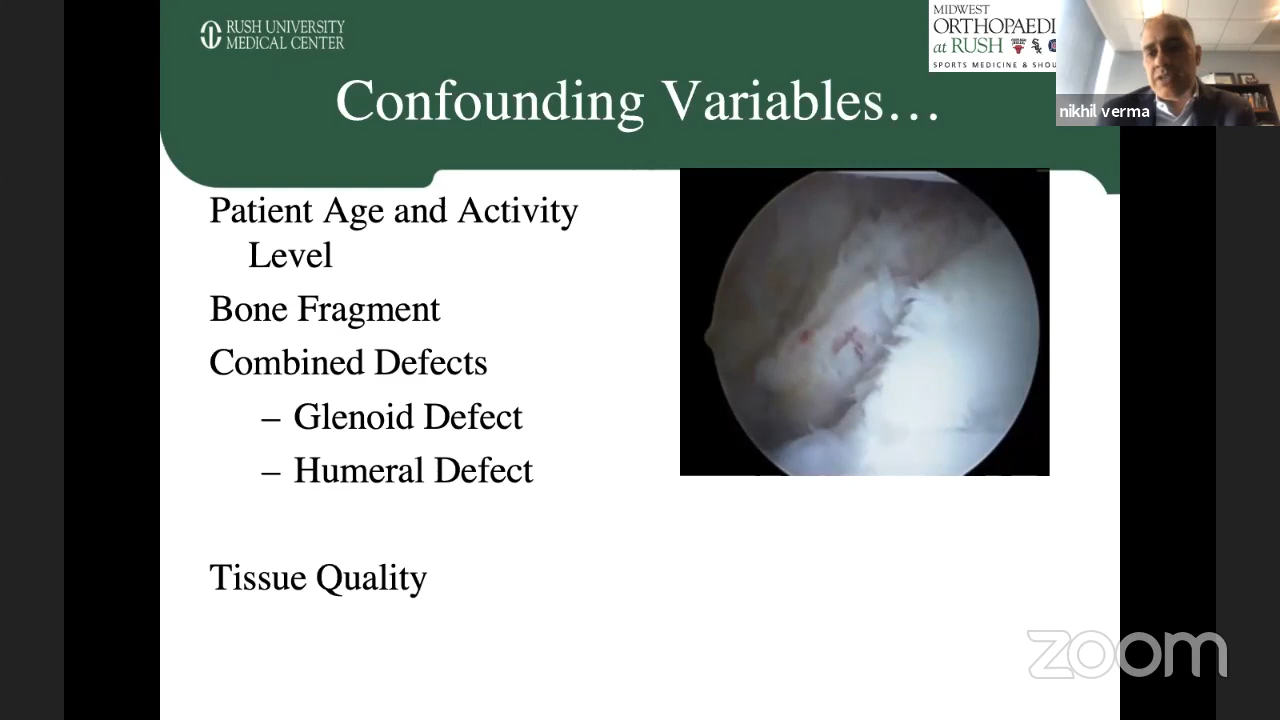 RUSH UNIVERSITY
MEDICAL CENTER
MIDWEST
ORTHOPAEDI
at RUSH
SPORTS MEDICINE & SHOU
nikhil verma
Confounding Variables…
Patient Age and Activity
Level
Bone Fragment
Combined Defects
– Glenoid Defect
– Humeral Defect
Tissue Quality
zoom